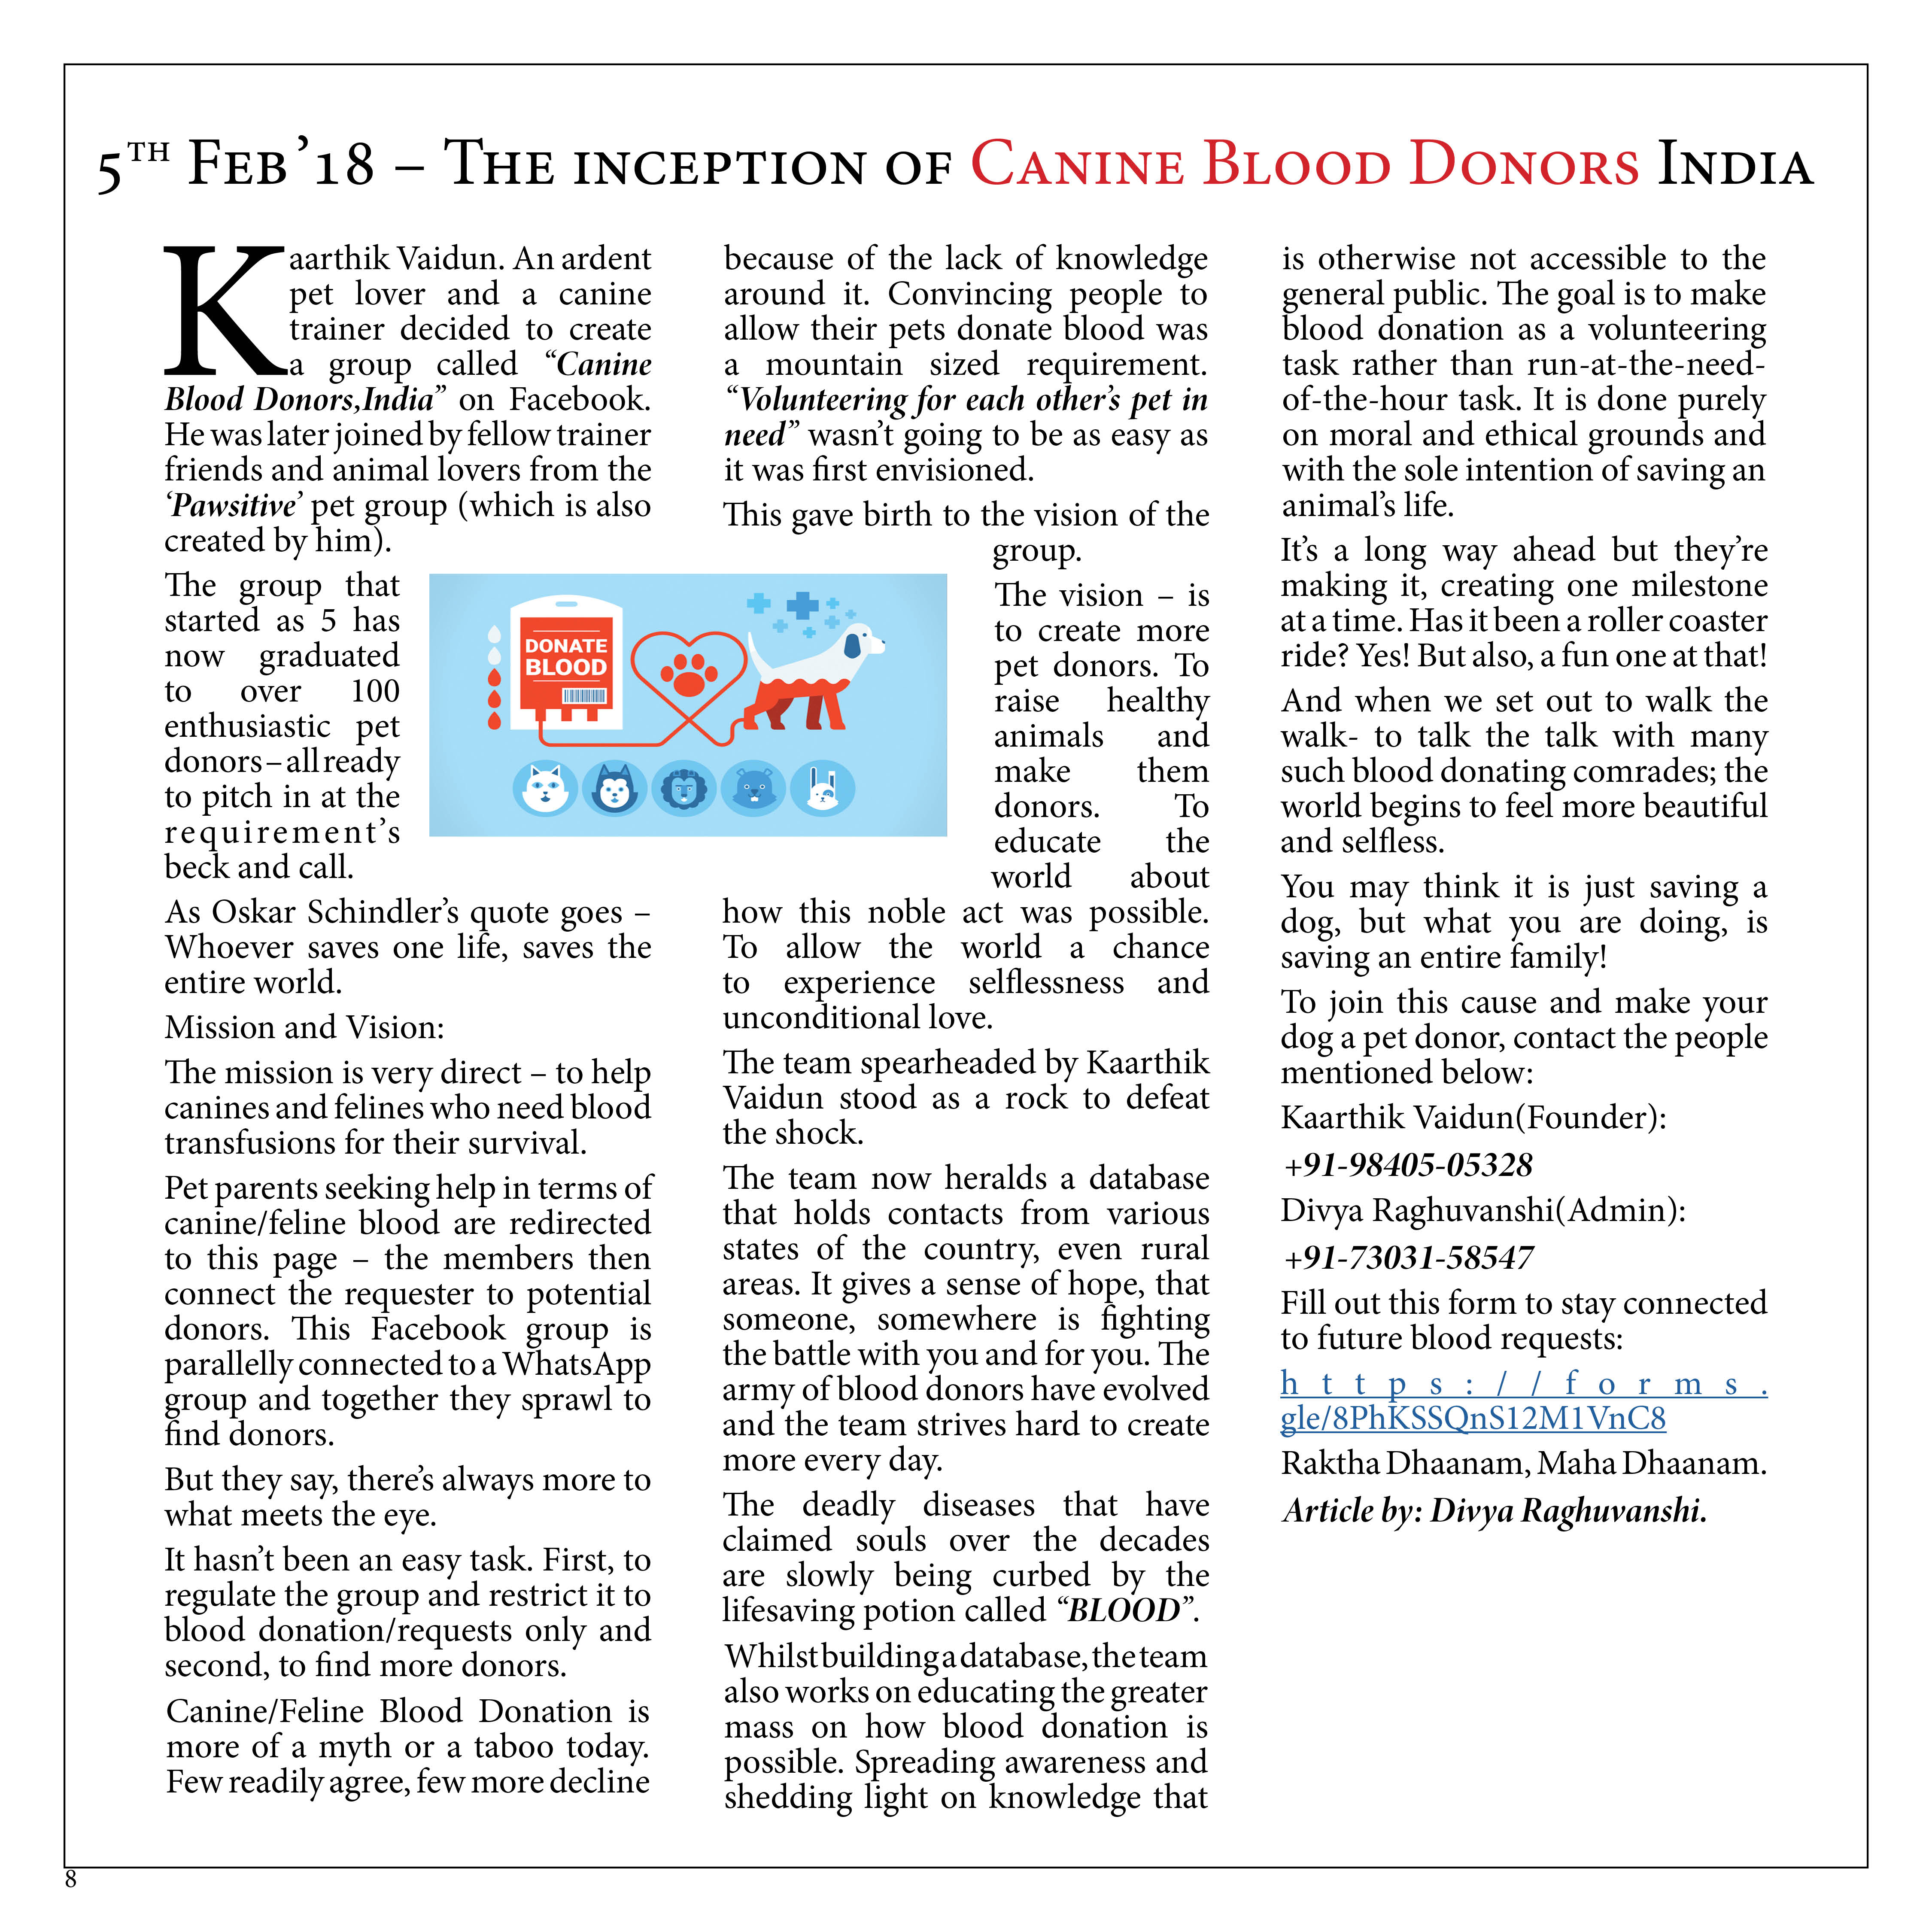 5TH FEB ’18 – THE INCEPTION OF CANINE BLOOD DONORS INDIA
Kaarthik Vaidun. An ardent
pet lover and a canine
trainer decided to create
a group called “Canine
Blood Donors,India” on Facebook.
He was later joined by fellow trainer
friends and animal lovers from the
‘Pawsitive’ pet group (which is also
created by him).
The group that
started as 5 has
now graduated
to over 100
enthusiastic pet
donors – all ready
to pitch in at the
requirement’s
beck and call.
As Oskar Schindler’s quote goes –
Whoever saves one life, saves the
entire world.
Mission and Vision:
The mission is very direct – to help
canines and felines who need blood
transfusions for their survival.
Pet parents seeking help in terms of
canine/feline blood are redirected
to this page – the members then
connect the requester to potential
donors. This Facebook group is
parallelly connected to a WhatsApp
group and together they sprawl to
find donors.
But they say, there’s always more to
what meets the eye.
It hasn’t been an easy task. First, to
regulate the group and restrict it to
blood donation/requests only and
second, to find more donors.
Canine/Feline Blood Donation is
more of a myth or a taboo today.
Few readily agree, few more decline
DONATE
BLOOD
because of the lack of knowledge
around it. Convincing people to
allow their pets donate blood was
a mountain sized requirement.
“Volunteering for each other’s pet in
need” wasn’t going to be as easy as
it was first envisioned.
This gave birth to the vision of the
group.
The vision – is
to create more
pet donors. To
raise healthy
animals and
make them
donors. To
educate the
world about
how this noble act was possible.
To allow the world a chance
to experience selflessness and
unconditional love.
The team spearheaded by Kaarthik
Vaidun stood as a rock to defeat
the shock.
The team now heralds a database
that holds contacts from various
states of the country, even rural
areas. It gives a sense of hope, that
someone, somewhere is fighting
the battle with you and for you. The
army of blood donors have evolved
and the team strives hard to create
more every day.
The deadly diseases that have
claimed souls over the decades
are slowly being curbed by the
lifesaving potion called “BLOOD”.
Whilst building a database, the team
also works on educating the greater
mass on how blood donation is
possible. Spreading awareness and
shedding light on knowledge that
is otherwise not accessible to the
general public. The goal is to make
blood donation as a volunteering
task rather than run-at-the-need-
of-the-hour task. It is done purely
on moral and ethical grounds and
with the sole intention of saving an
animal’s life.
It’s a long way ahead but they’re
making it, creating one milestone
at a time. Has it been a roller coaster
ride? Yes! But also, a fun one at that!
And when we set out to walk the
walk- to talk the talk with many
such blood donating comrades; the
world begins to feel more beautiful
and selfless.
You may think it is just saving a
dog, but what you are doing, is
saving an entire family!
To join this cause and make your
dog a pet donor, contact the people
mentioned below:
Kaarthik Vaidun(Founder):
+91-98405-05328
Divya Raghuvanshi(Admin):
+91-73031-58547
Fill out this form to stay connected
to future blood requests:
https://forms.
gle/8PhKSSQnS12M1VnC8
Raktha Dhaanam, Maha Dhaanam.
Article by: Divya Raghuvanshi.
8